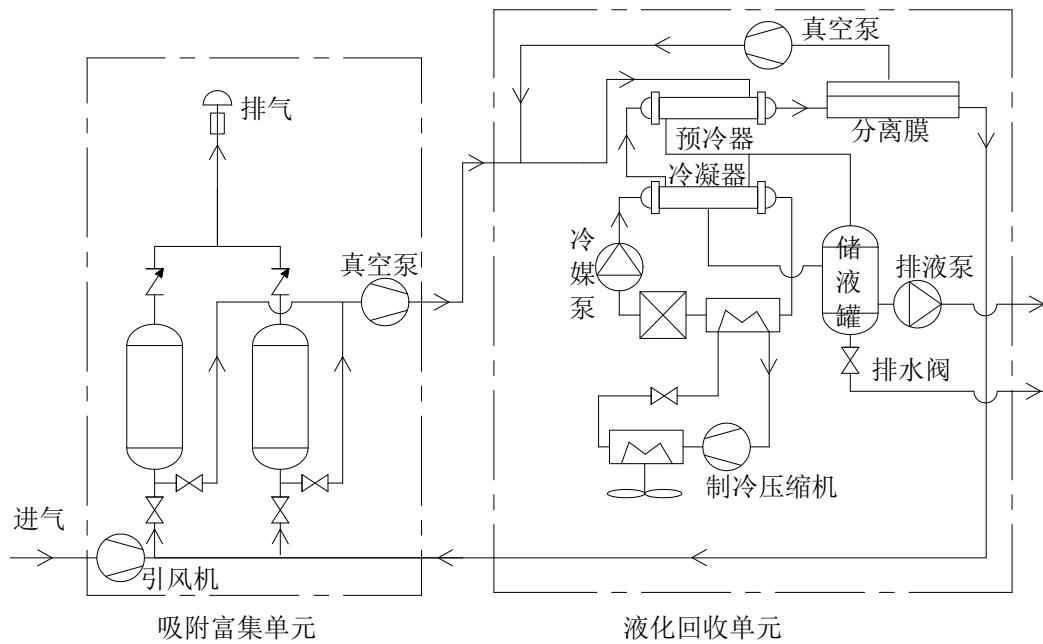 真空泵
排气
分离膜
预冷器
冷凝器
真空泵
冷媒泵
储液罐
排液泵
排水阀
制冷压缩机
进气
引风机
吸附富集单元
液化回收单元